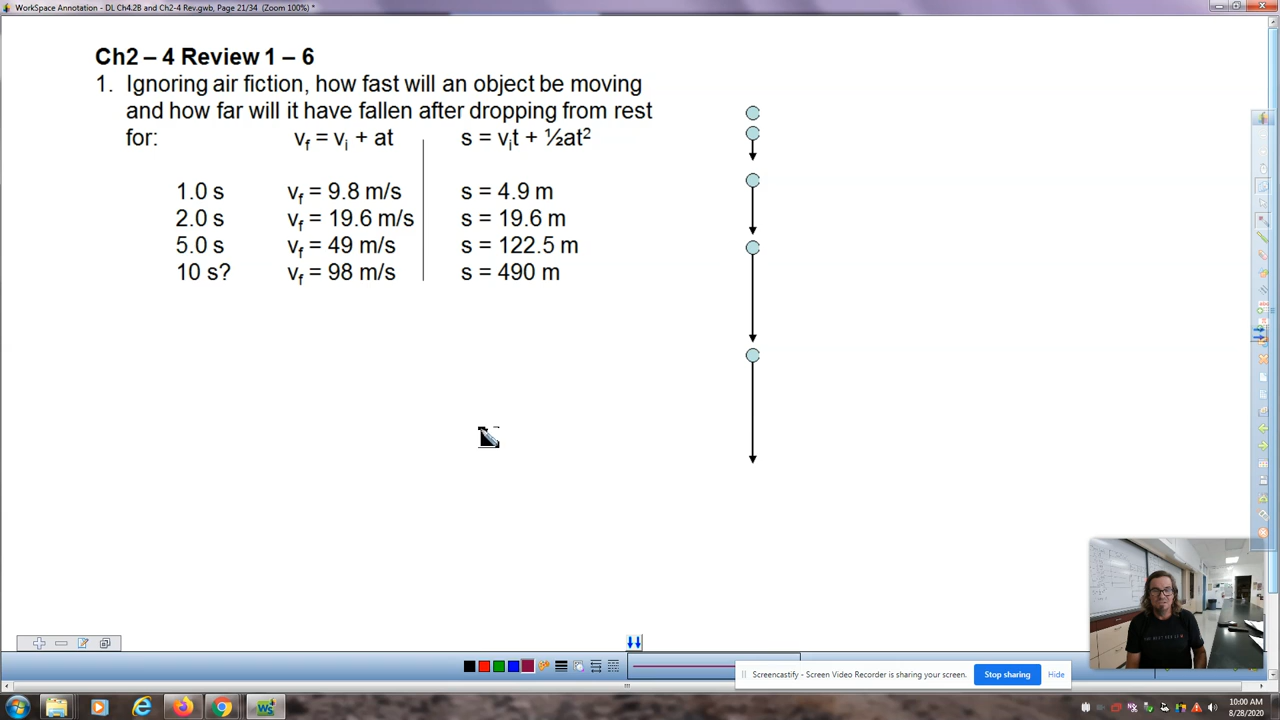 WorkSpace Annotation - DL Ch4.2B and Ch2-4 Rev.gwb, Page 21/34 (Zoom 100%) *
Ch2 – 4 Review 1 – 6
1. Ignoring air fiction, how fast will an object be moving
and how far will it have fallen after dropping from rest
for: vf = vi + at s = vit + ½at²
1.0 s vf = 9.8 m/s s = 4.9 m
2.0 s vf = 19.6 m/s s = 19.6 m
5.0 s vf = 49 m/s s = 122.5 m
10 s? vf = 98 m/s s = 490 m
Screencastify - Screen Video Recorder is sharing your screen. Stop sharing Hide
10:00 AM
8/28/2020